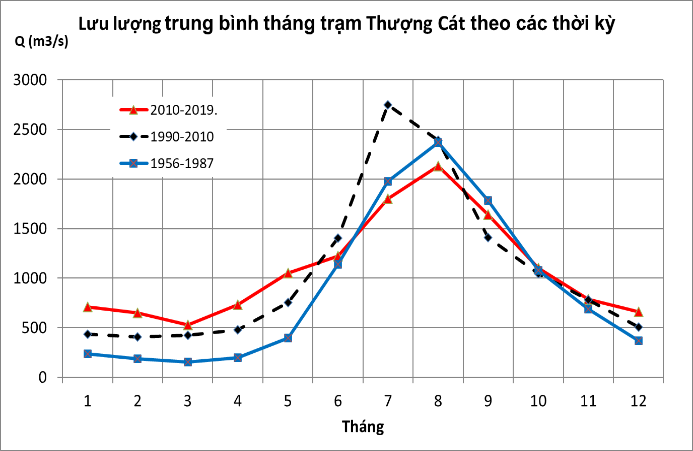 Lưu lượng trung bình tháng trạm Thượng Cát theo các thời kỳ
Q (m3/s)
3000
2500
2000
1500
1000
500
0
2010-2019.
1990-2010
1956-1987
1 2 3 4 5 6 7 8 9 10 11 12
Tháng